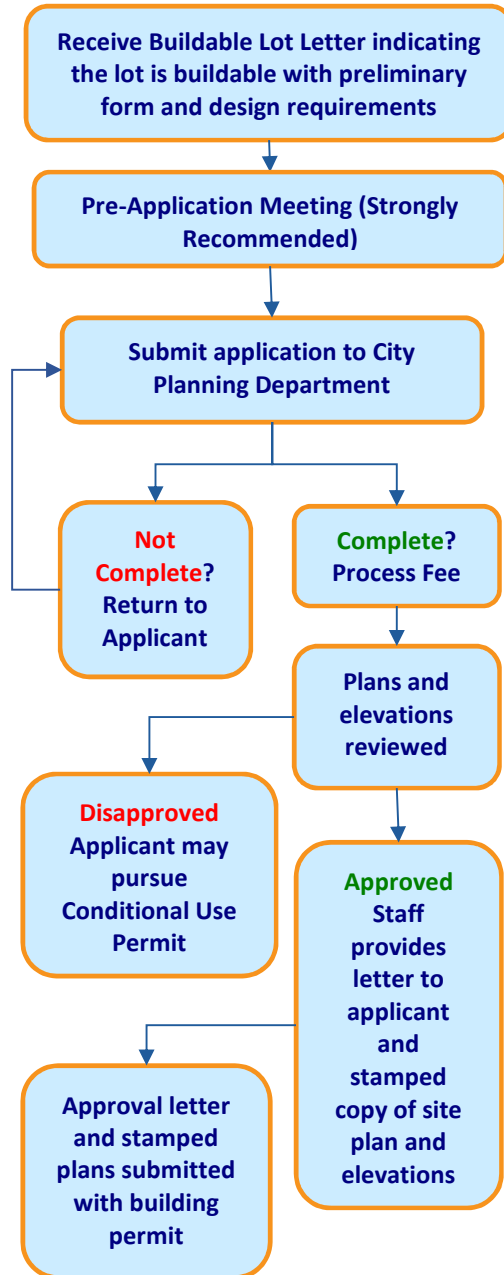 Receive Buildable Lot Letter indicating
the lot is buildable with preliminary
form and design requirements
Pre-Application Meeting (Strongly
Recommended)
Submit application to City
Planning Department
Not
Complete?
Return to
Applicant
Complete?
Process Fee
Plans and
elevations
reviewed
Disapproved
Applicant may
pursue
Conditional Use
Permit
Approved
Staff
provides
letter to
applicant
and
stamped
copy of site
plan and
elevations
Approval letter
and stamped
plans submitted
with building
permit